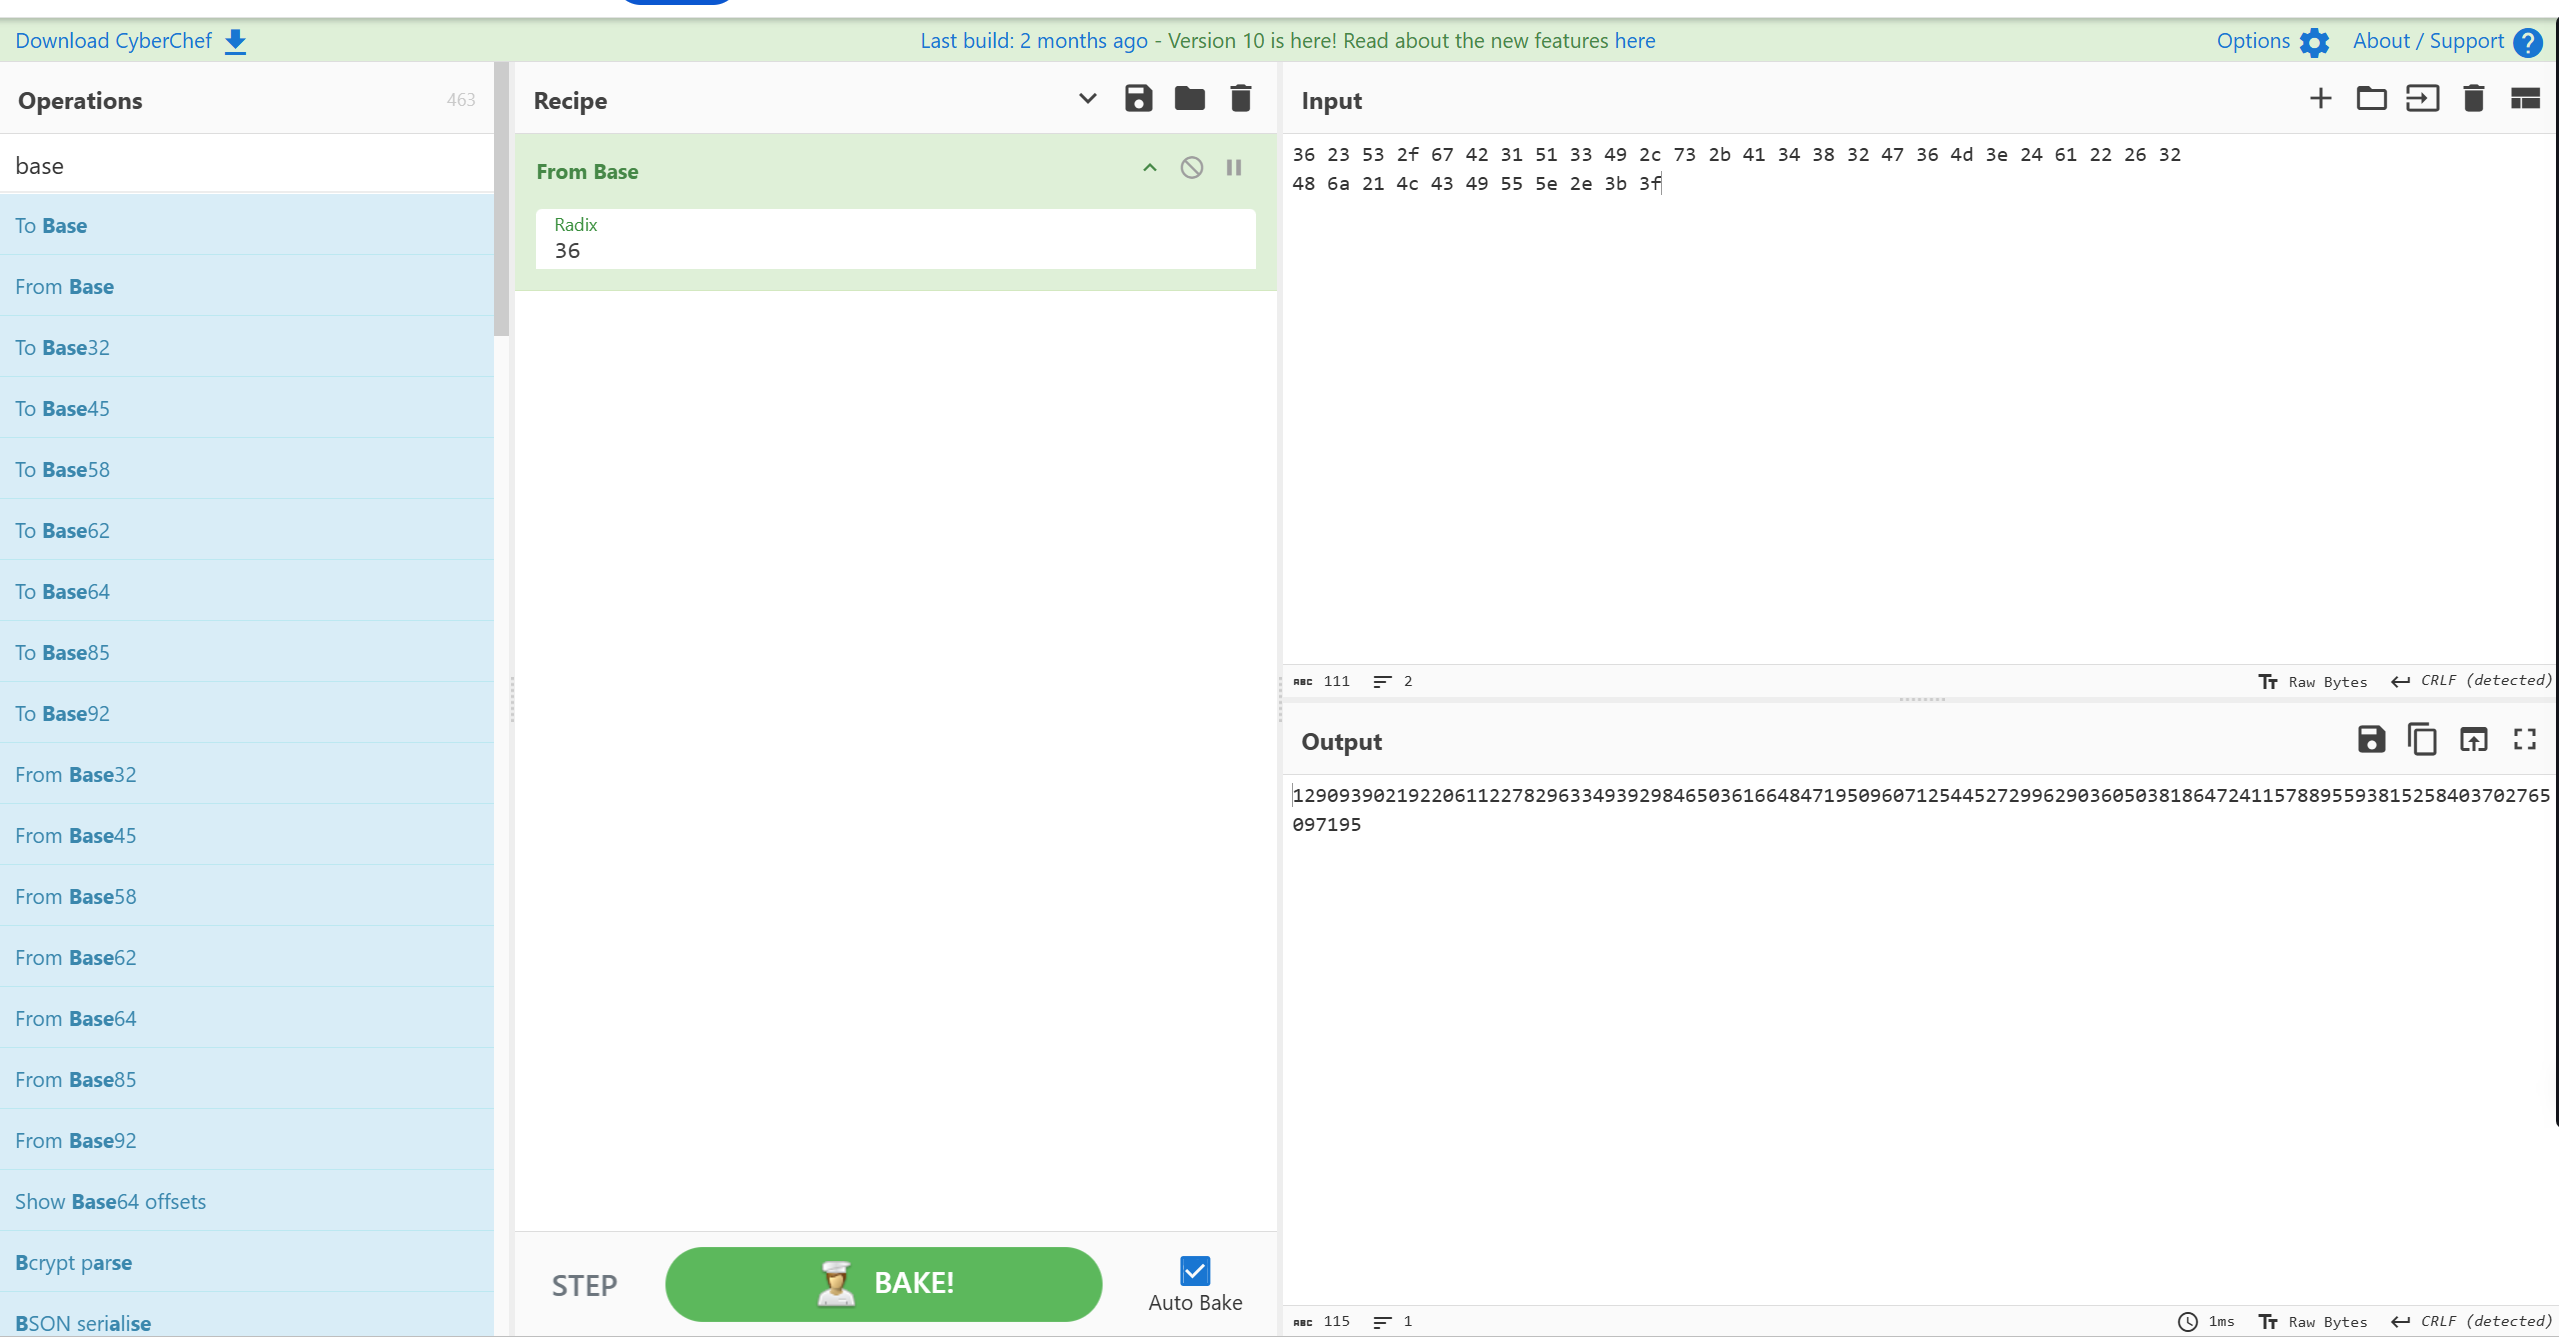 Download CyberChef
Last build: 2 months ago - Version 10 is here! Read about the new features here
Options
About / Support
Operations
463
base
To Base
From Base
To Base32
To Base45
To Base58
To Base62
To Base64
To Base85
To Base92
From Base32
From Base45
From Base58
From Base62
From Base64
From Base85
From Base92
Show Base64 offsets
Bcrypt parse
BSON serialise
Recipe
From Base
Radix
36
STEP
BAKE!
Auto Bake
Input
36 23 53 2f 67 42 31 51 33 49 2c 73 2b 41 34 38 32 47 36 4d 3e 24 61 22 26 32
48 6a 21 4c 43 49 55 5e 2e 3b 3f
ABC 111
2
Raw Bytes
CRLF (detected)
Output
1290939021922061122782963349392984650361664847195096071254452729962903605038186472411578895593815258403702765
097195
ABC 115
1
1ms
Raw Bytes
CRLF (detected)